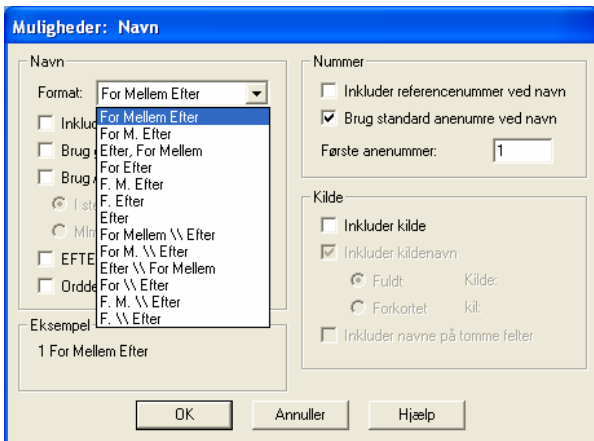 Muligheder: Navn
Navn
Format: For Mellem Efter
For Mellem Efter
For M. Efter
Efter, For Mellem
For Efter
F. M. Efter
F. Efter
Efter
For Mellem \\ Efter
For M. \\ Efter
Efter \\ For Mellem
For \\ Efter
F. M. \\ Efter
F. \\ Efter
Brug
I
EFTE
Eksempel
1 For Mellem Efter
Nummer
Inkluder referencenummer ved navn
Brug standard anenumre ved navn
Første anenummer: 1
Kilde
Inkluder kilde
Inkluder kildenavn
Fuldt Kilde:
Forkortet kil:
Inkluder navne på tomme felter
OK Annuller Hjælp